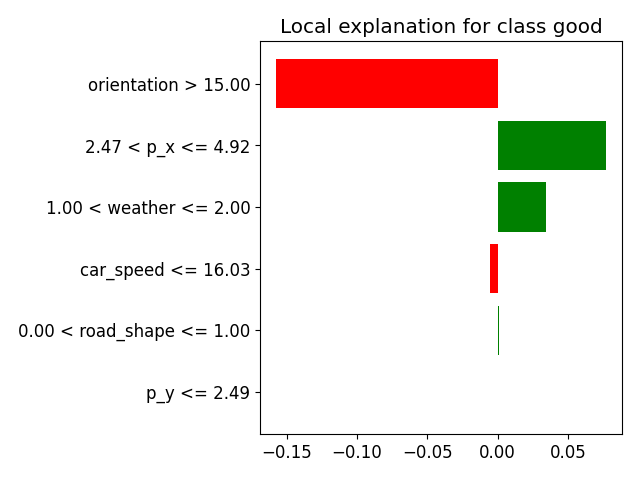 Local explanation for class good
orientation > 15.00
2.47 < p_x <= 4.92
1.00 < weather <= 2.00
car_speed <= 16.03
0.00 < road_shape <= 1.00
p_y <= 2.49
−0.15 −0.10 −0.05 0.00 0.05